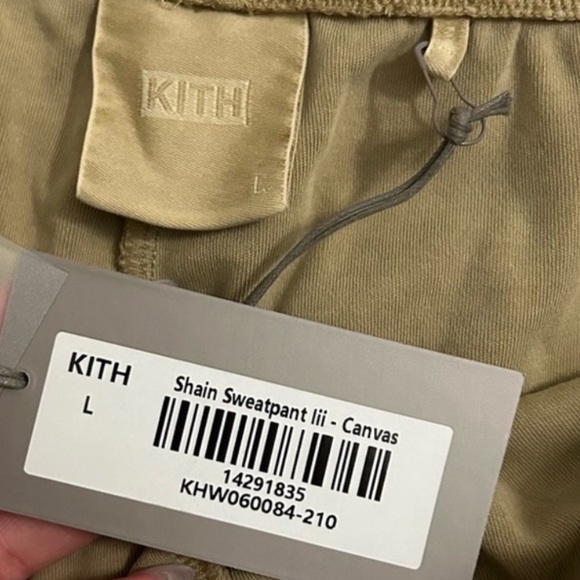 KITH
L
KITH
L
Shain Sweatpant Iii - Canvas
14291835
KHW060084-210